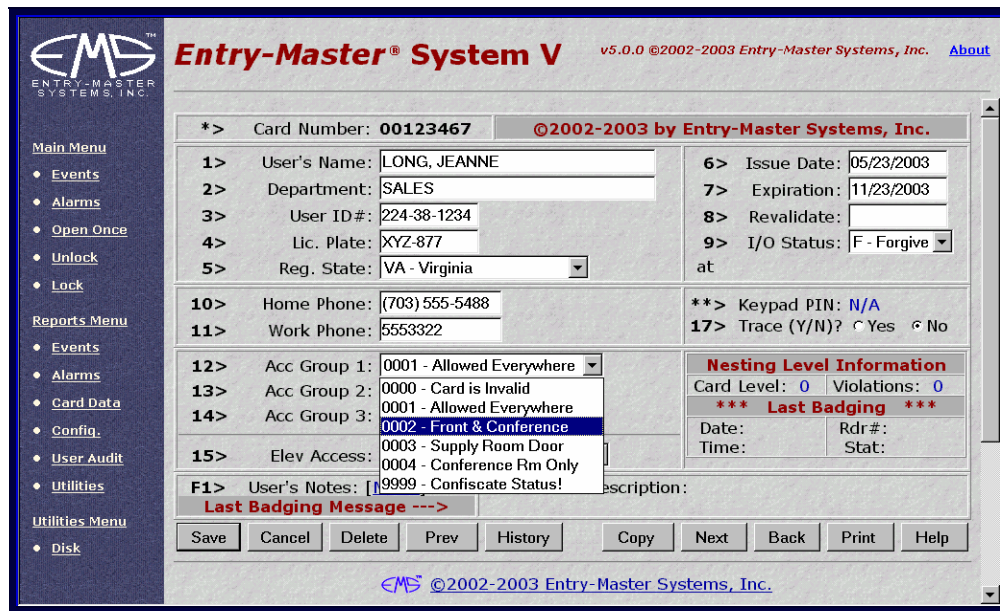 EMS™
ENTRY-MASTER
SYSTEMS, INC.
Entry-Master® System V
v5.0.0 ©2002-2003 Entry-Master Systems, Inc.
About
Main Menu
Events
Alarms
Open Once
Unlock
Lock
Reports Menu
Events
Alarms
Card Data
Config.
User Audit
Utilities
Utilities Menu
Disk
*> Card Number: 00123467
©2002-2003 by Entry-Master Systems, Inc.
1> User's Name: LONG, JEANNE
2> Department: SALES
3> User ID#: 224-38-1234
4> Lic. Plate: XYZ-877
5> Reg. State: VA - Virginia
6> Issue Date: 05/23/2003
7> Expiration: 11/23/2003
8> Revalidate:
9> I/O Status: F - Forgive
at
10> Home Phone: (703) 555-5488
11> Work Phone: 5553322
**> Keypad PIN: N/A
17> Trace (Y/N)? Yes No
12> Acc Group 1: 0001 - Allowed Everywhere
13> Acc Group 2:
14> Acc Group 3:
0000 - Card is Invalid
0001 - Allowed Everywhere
0002 - Front & Conference
0003 - Supply Room Door
0004 - Conference Rm Only
9999 - Confiscate Status!
15> Elev Access:
Nesting Level Information
Card Level: 0 Violations: 0
*** Last Badging ***
Date: Rdr#:
Time: Stat:
F1> User's Notes: [
Last Badging Message --->
Save Cancel Delete Prev History Copy Next Back Print Help
EMS ©2002-2003 Entry-Master Systems, Inc.